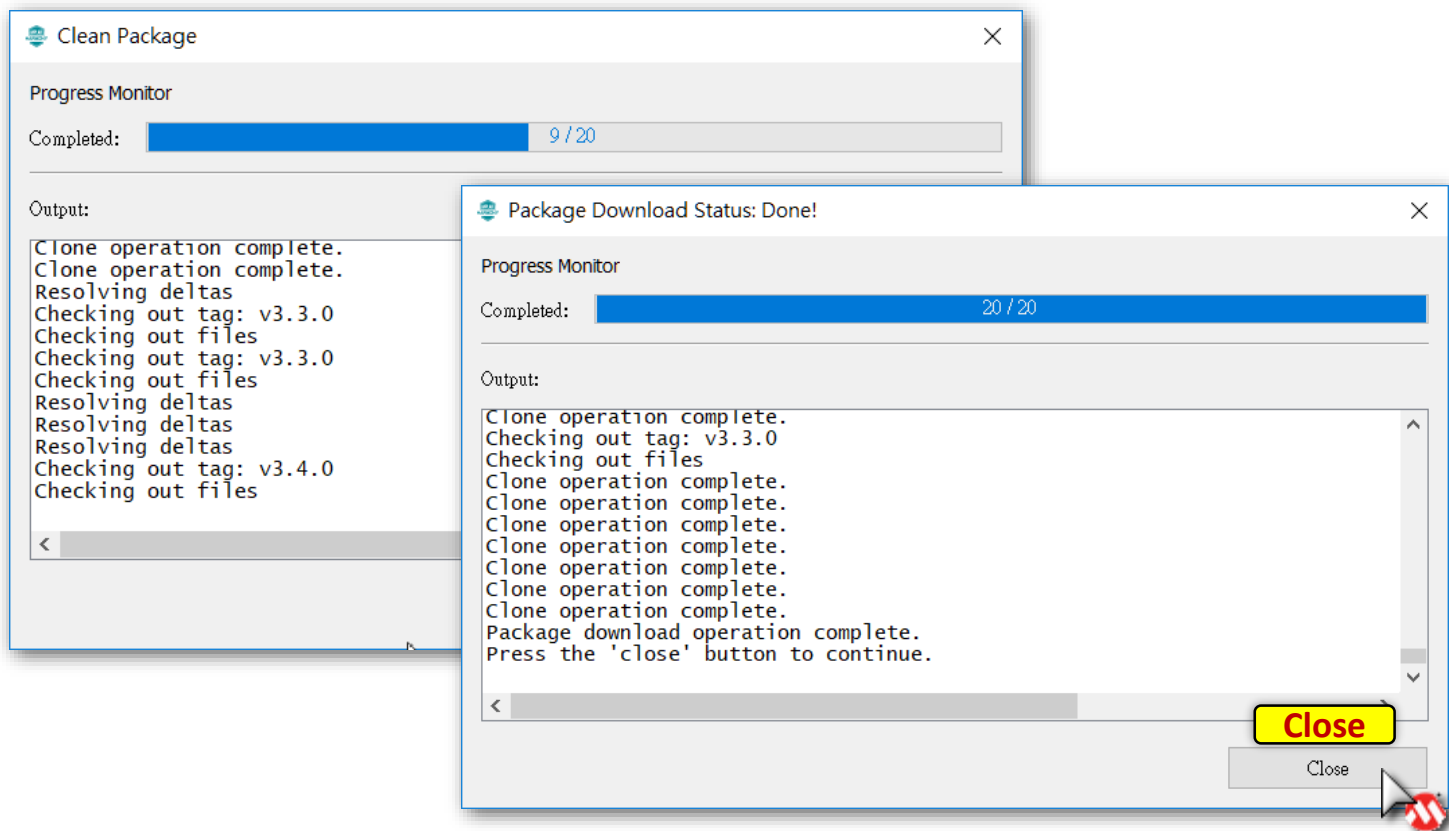 Clean Package
Progress Monitor
Completed:
9 / 20
Output:
Clone operation complete.
Clone operation complete.
Resolving deltas
Checking out tag: v3.3.0
Checking out files
Checking out tag: v3.3.0
Checking out files
Resolving deltas
Resolving deltas
Resolving deltas
Checking out tag: v3.4.0
Checking out files
Package Download Status: Done!
Progress Monitor
Completed:
20 / 20
Output:
Clone operation complete.
Checking out tag: v3.3.0
Checking out files
Clone operation complete.
Clone operation complete.
Clone operation complete.
Clone operation complete.
Clone operation complete.
Clone operation complete.
Clone operation complete.
Package download operation complete.
Press the 'close' button to continue.
Close
Close